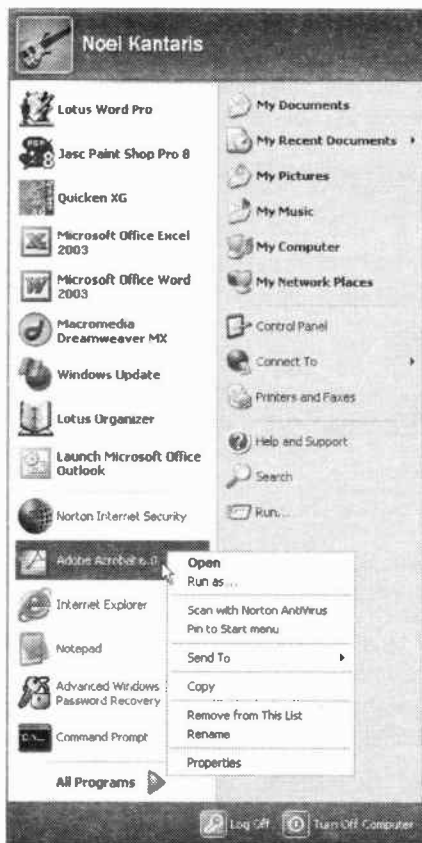 Noel Kantaris
Lotus Word Pro
Jasc Paint Shop Pro 8
Quicken XG
Microsoft Office Excel
2003
Microsoft Office Word
2003
Macromedia
Dreamweaver MX
Windows Update
Lotus Organizer
Launch Microsoft Office
Outlook
Norton Internet Security
Adobe Acrobat 6.0
Internet Explorer
Notepad
Advanced Windows
Password Recovery
Command Prompt
All Programs
My Documents
My Recent Documents
My Pictures
My Music
My Computer
My Network Places
Control Panel
Connect To
Printers and Faxes
Help and Support
Search
Run...
Open
Run as...
Scan with Norton AntiVirus
Pin to Start menu
Send To
Copy
Remove from This List
Rename
Properties
Log Off
Turn Off Computer